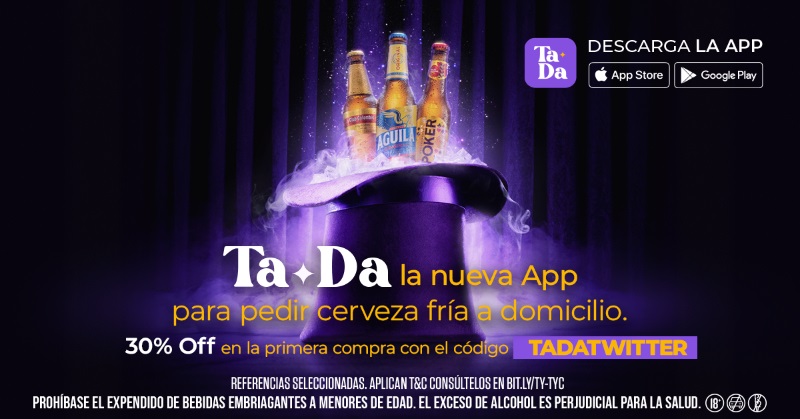 Ta
Da
DESCARGA LA APP
App Store
Google Play
AGUILA
POKER
Ta Da la nueva App
para pedir cerveza fría a domicilio.
30% Off en la primera compra con el código TADATWITTER
REFERENCIAS SELECCIONADAS. APLICAN T&C CONSÚLTELOS EN BIT.LY/TY-TYC
PROHÍBASE EL EXPENDIO DE BEBIDAS EMBRIAGANTES A MENORES DE EDAD. EL EXCESO DE ALCOHOL ES PERJUDICIAL PARA LA SALUD. 18+